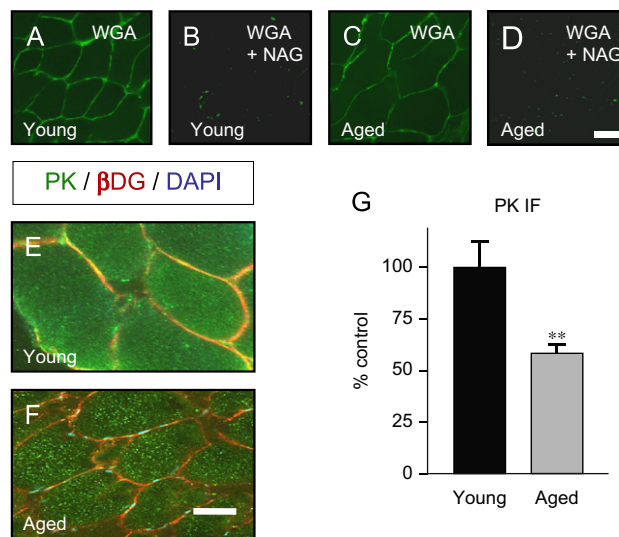 A WGA
Young
B WGA
+ NAG
Young
C WGA
Aged
D WGA
+ NAG
Aged
PK / βDG / DAPI
E
Young
F
Aged
G
PK IF
% control
100
75
50
25
0
**
Young Aged